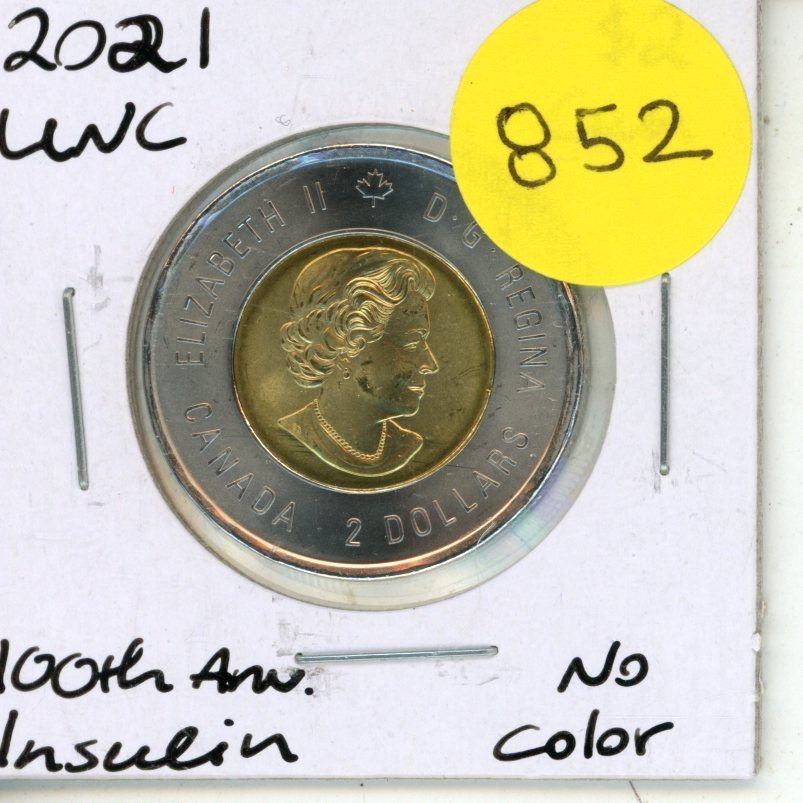 2021
UNC
852
ELIZABETH II D·G·REGINA
CANADA 2 DOLLARS
100th Anv.
Insulin
No
Color